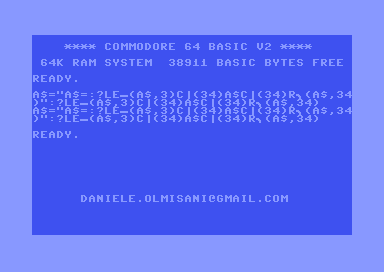 **** COMMODORE 64 BASIC V2 ****
64K RAM SYSTEM 38911 BASIC BYTES FREE
READY.
A$="A$=:?LE─(A$,3)C|(34)A$C|(34)R╮(A$,34
)":?LE─(A$,3)C|(34)A$C|(34)R╮(A$,34)
A$="A$=:?LE─(A$,3)C|(34)A$C|(34)R╮(A$,34
)":?LE─(A$,3)C|(34)A$C|(34)R╮(A$,34)
READY.
DANIELE.OLMISANI@GMAIL.COM